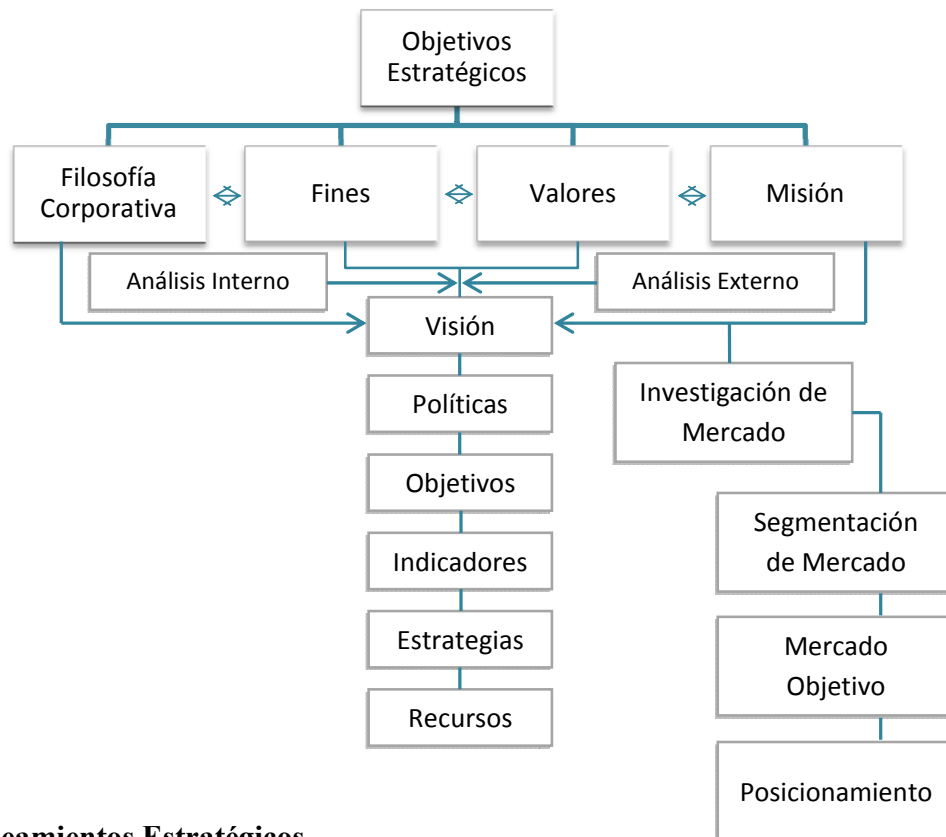 Objetivos
Estratégicos
Filosofía
Corporativa
Fines
Valores
Misión
Análisis Interno
Análisis Externo
Visión
Políticas
Investigación de
Mercado
Objetivos
Segmentación
de Mercado
Indicadores
Estrategias
Mercado
Objetivo
Recursos
Posicionamiento
Estratégicos